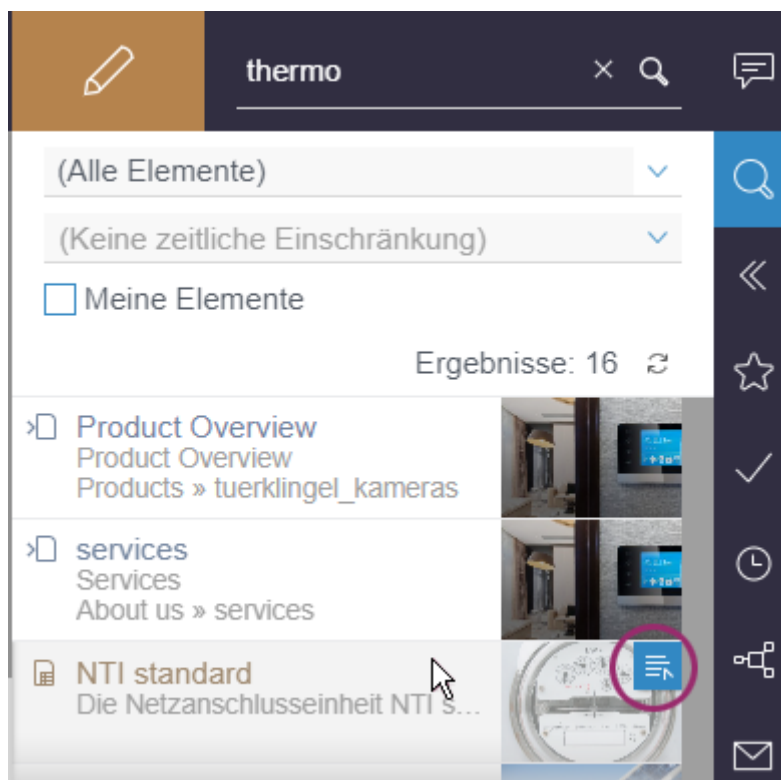 thermo
(Alle Elemente)
(Keine zeitliche Einschränkung)
Meine Elemente
Ergebnisse: 16
Product Overview
Product Overview
Products » tuerklingel_kameras
services
Services
About us » services
NTI standard
Die Netzanschlusseinheit NTI s...